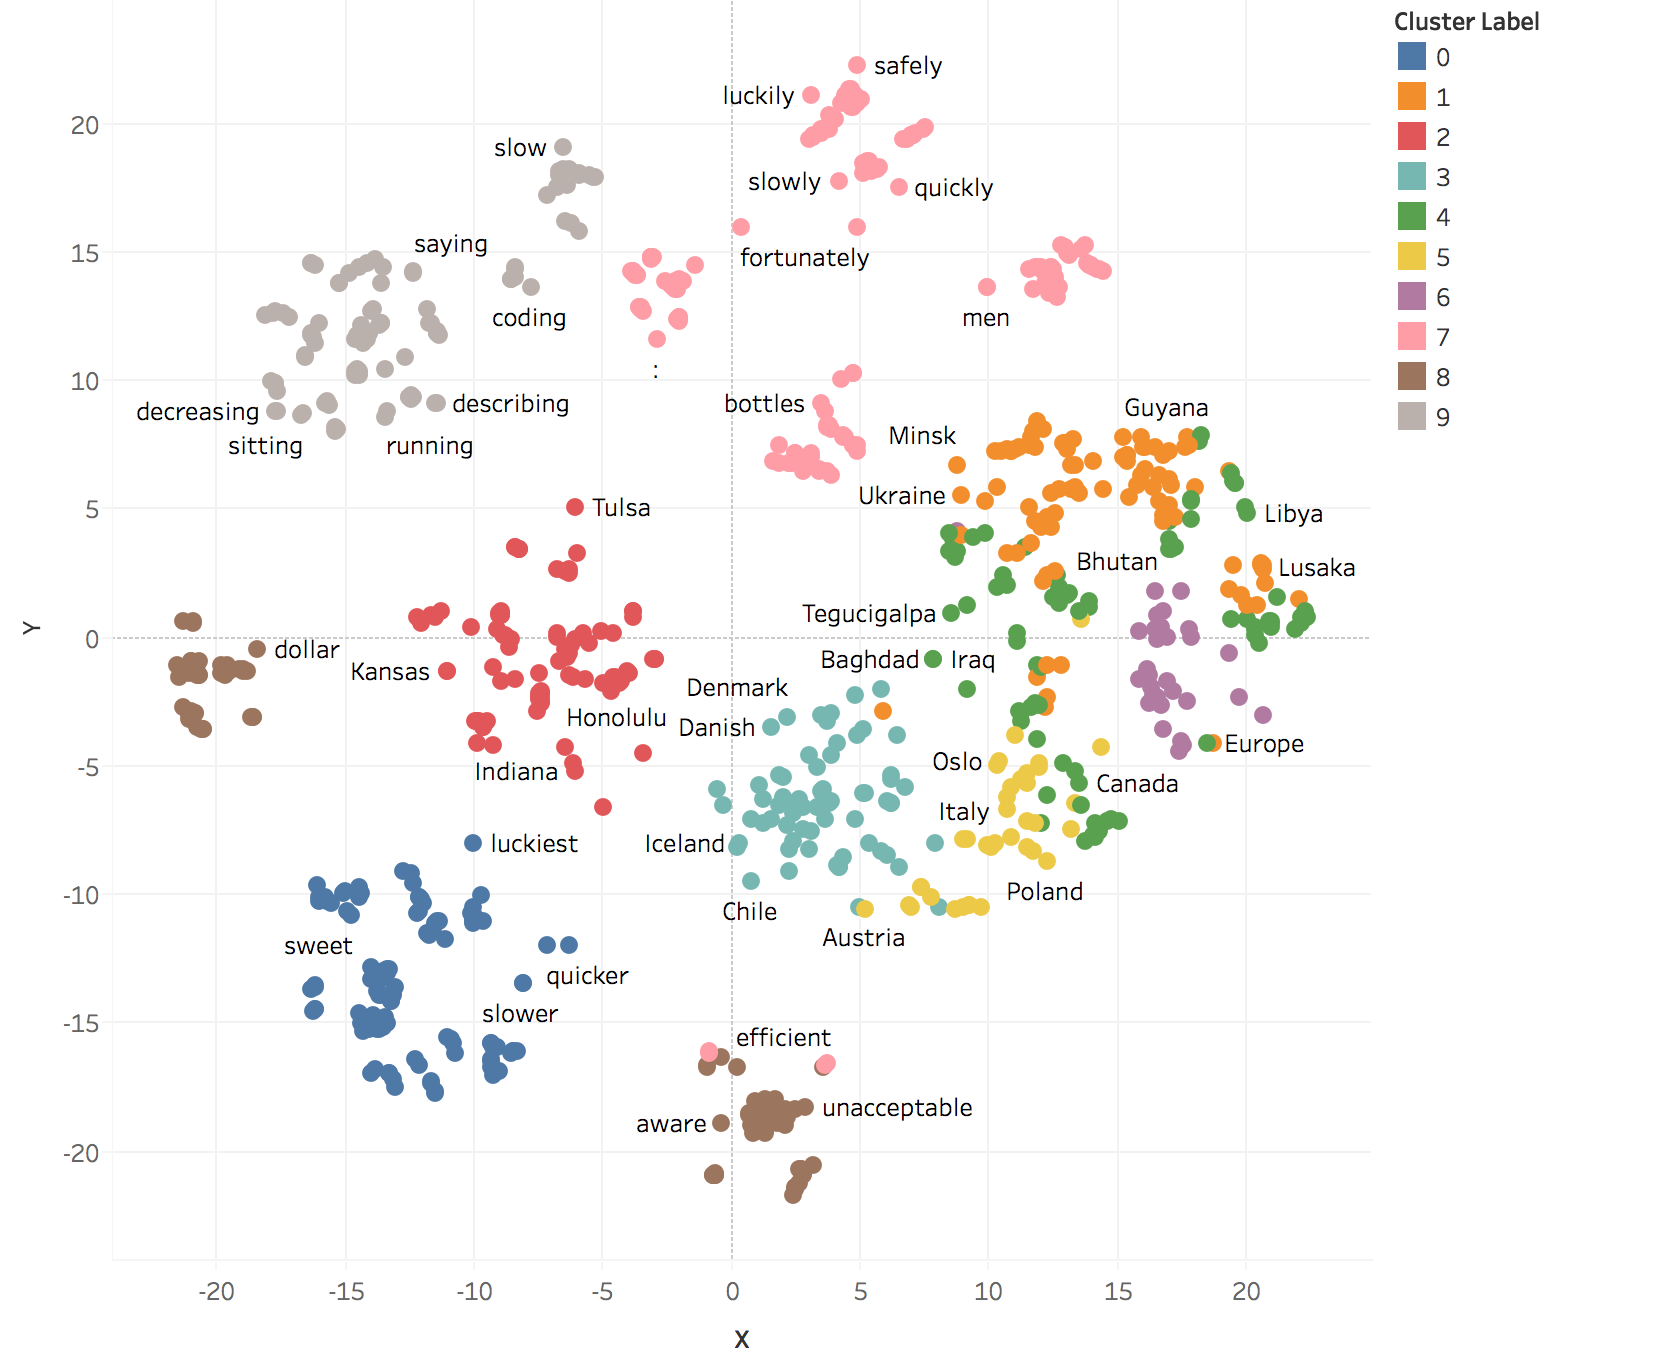 Cluster Label
0
1
2
3
4
5
6
7
8
9
safely
luckily
20
slow
slowly
quickly
saying
15
fortunately
coding
men
:
10
decreasing
describing
bottles
Guyana
sitting
running
Minsk
Ukraine
5
Tulsa
Libya
Bhutan
Lusaka
Tegucigalpa
Y
0
dollar
Kansas
Baghdad
Iraq
Denmark
Honolulu
Danish
Europe
-5
Indiana
Oslo
Canada
Italy
luckiest
Iceland
-10
Poland
Chile
sweet
Austria
quicker
slower
-15
efficient
unacceptable
aware
-20
-20 -15 -10 -5 0 5 10 15 20
X